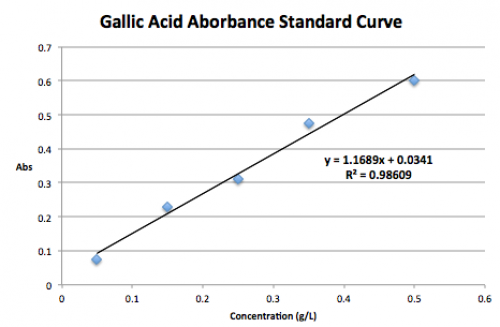 Gallic Acid Aborbance Standard Curve
0.7
0.6
0.5
0.4
0.3
0.2
0.1
0
Abs
y = 1.1689x + 0.0341
R² = 0.98609
0 0.1 0.2 0.3 0.4 0.5 0.6
Concentration (g/L)